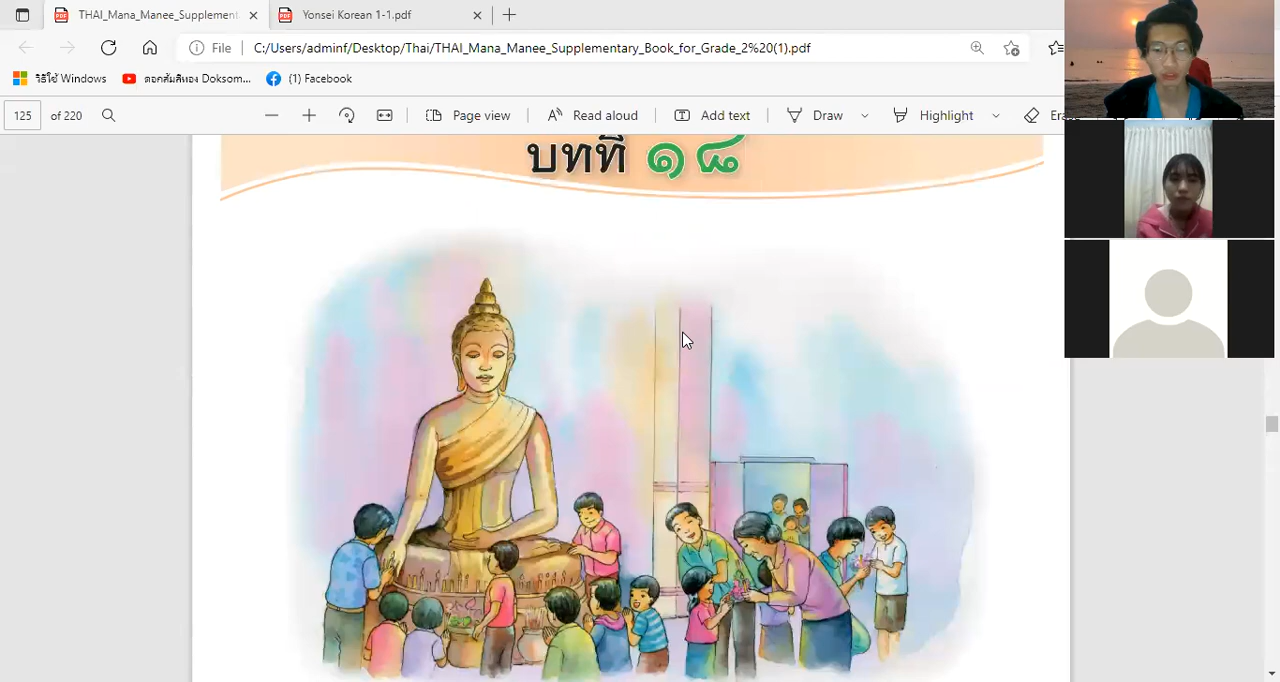 THAI_Mana_Manee_Supplement
Yonsei Korean 1-1.pdf
File
C:/Users/adminf/Desktop/Thai/THAI_Mana_Manee_Supplementary_Book_for_Grade_2%20(1).pdf
วิธีใช้ Windows
ดอกส้มสีทอง Doksom...
(1) Facebook
125 of 220
Page view
Read aloud
Add text
Draw
Highlight
บทที่ ๑๘